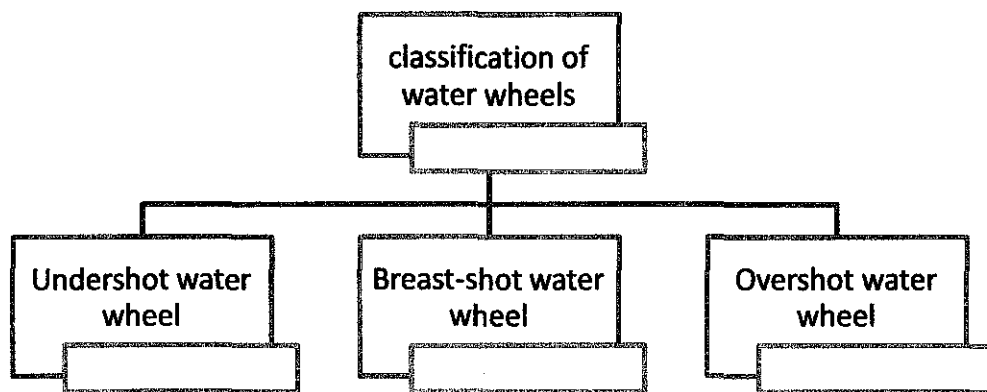 classification of
water wheels
Undershot water
wheel
Breast-shot water
wheel
Overshot water
wheel